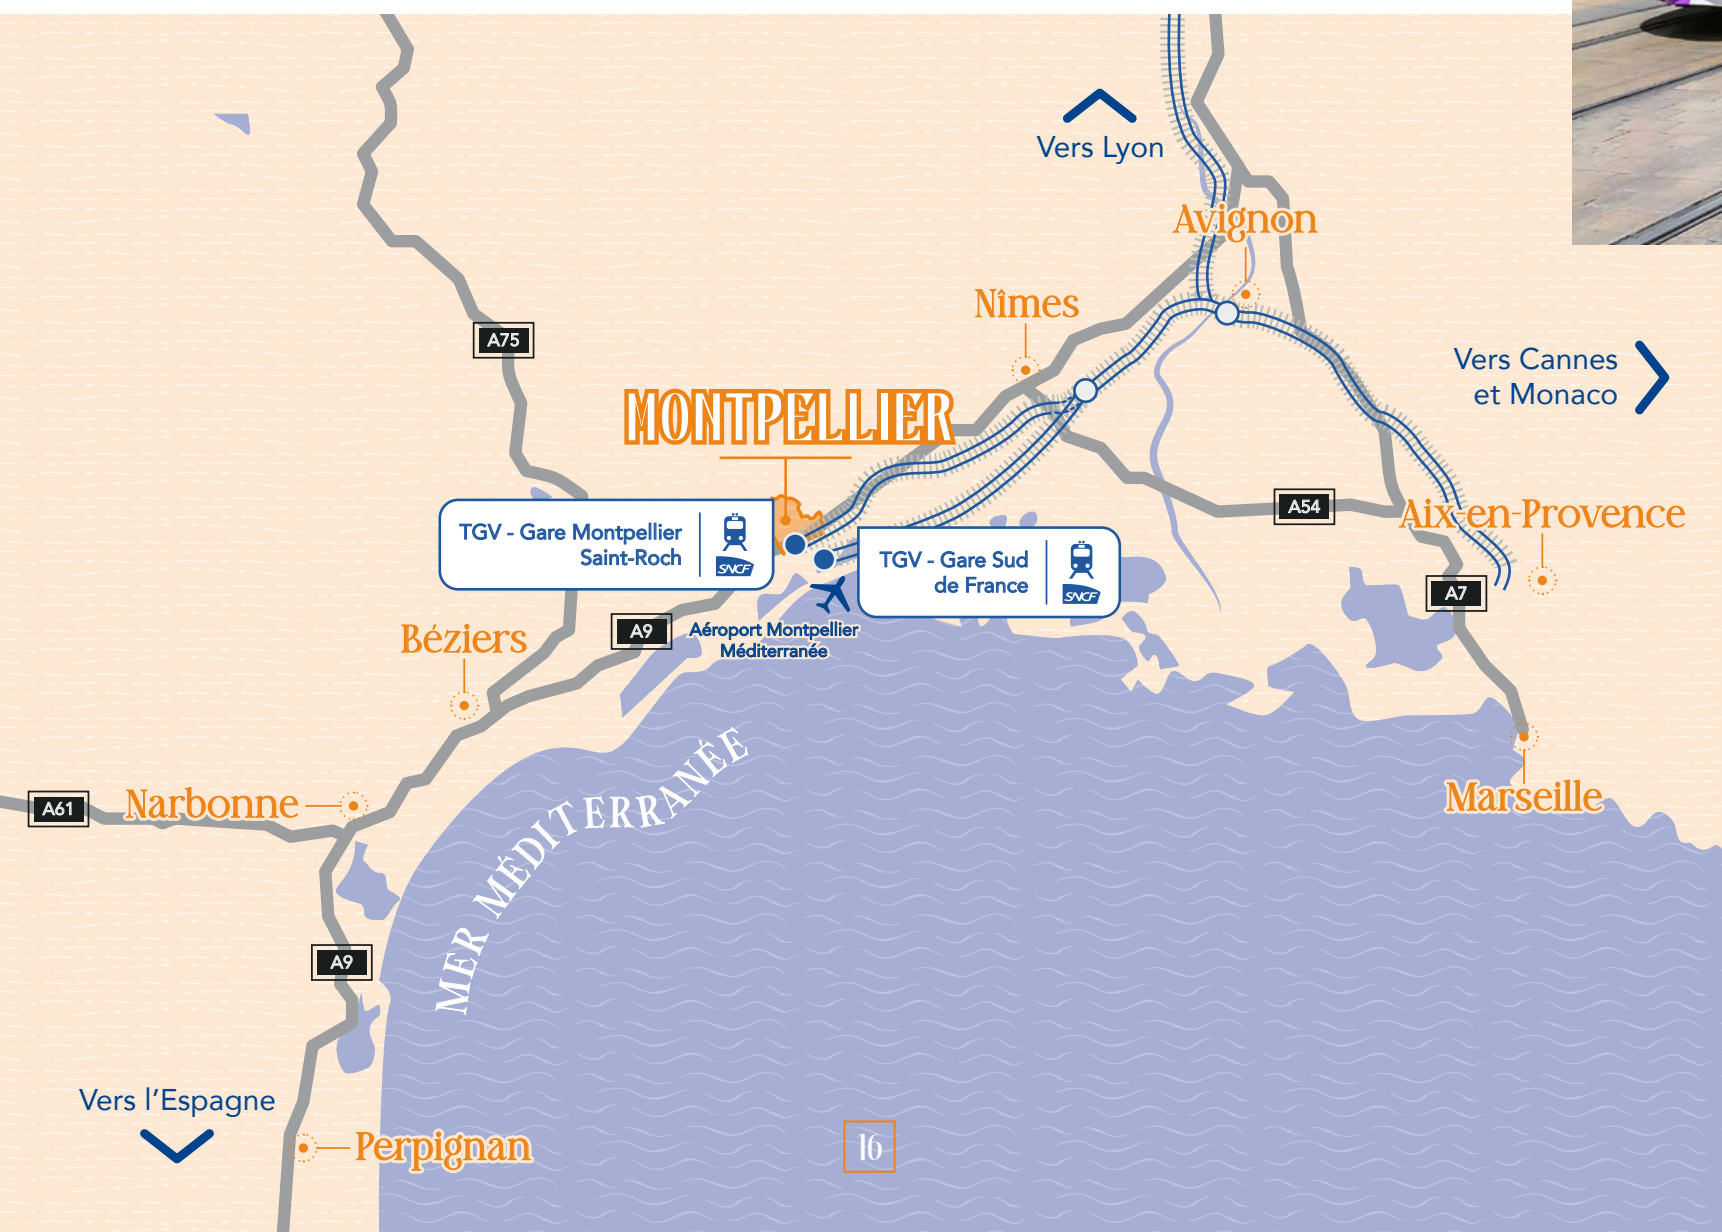 Vers Lyon
Avignon
Nîmes
A75
Vers Cannes
et Monaco
MONTPELLIER
A54
Aix-en-Provence
TGV - Gare Montpellier
Saint-Roch
SNCF
TGV - Gare Sud
de France
SNCF
A7
Béziers
A9
Aéroport Montpellier
Méditerranée
MER MÉDITERRANÉE
Narbonne
A61
Marseille
A9
Vers l’Espagne
Perpignan
16